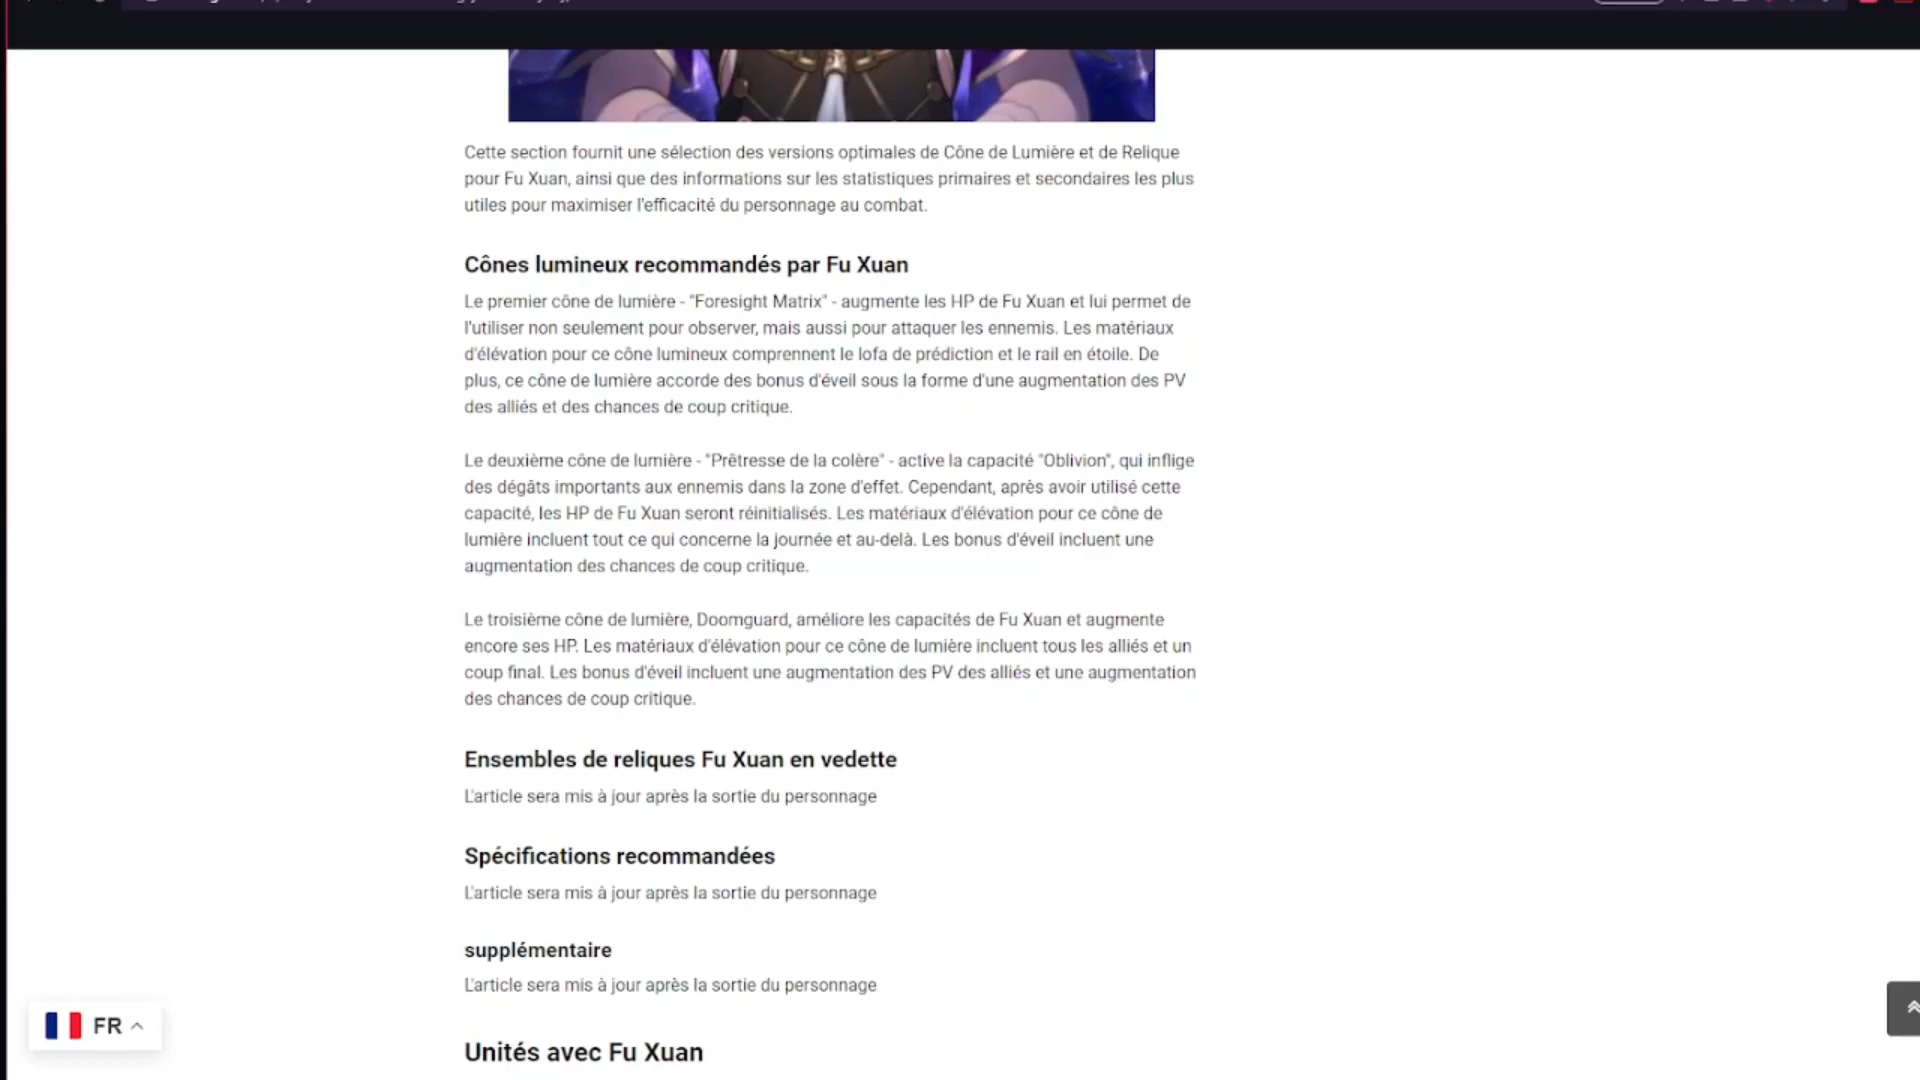 Cette section fournit une sélection des versions optimales de Cône de Lumière et de Relique
pour Fu Xuan, ainsi que des informations sur les statistiques primaires et secondaires les plus
utiles pour maximiser l'efficacité du personnage au combat.
Cônes lumineux recommandés par Fu Xuan
Le premier cône de lumière - "Foresight Matrix" - augmente les HP de Fu Xuan et lui permet de
l'utiliser non seulement pour observer, mais aussi pour attaquer les ennemis. Les matériaux
d'élévation pour ce cône lumineux comprennent le lofa de prédiction et le rail en étoile. De
plus, ce cône de lumière accorde des bonus d'éveil sous la forme d'une augmentation des PV
des alliés et des chances de coup critique.
Le deuxième cône de lumière - "Prêtresse de la colère" - active la capacité "Oblivion", qui inflige
des dégâts importants aux ennemis dans la zone d'effet. Cependant, après avoir utilisé cette
capacité, les HP de Fu Xuan seront réinitialisés. Les matériaux d'élévation pour ce cône de
lumière incluent tout ce qui concerne la journée et au-delà. Les bonus d'éveil incluent une
augmentation des chances de coup critique.
Le troisième cône de lumière, Doomguard, améliore les capacités de Fu Xuan et augmente
encore ses HP. Les matériaux d'élévation pour ce cône de lumière incluent tous les alliés et un
coup final. Les bonus d'éveil incluent une augmentation des PV des alliés et une augmentation
des chances de coup critique.
Ensembles de reliques Fu Xuan en vedette
L'article sera mis à jour après la sortie du personnage
Spécifications recommandées
L'article sera mis à jour après la sortie du personnage
supplémentaire
L'article sera mis à jour après la sortie du personnage
FR
Unités avec Fu Xuan